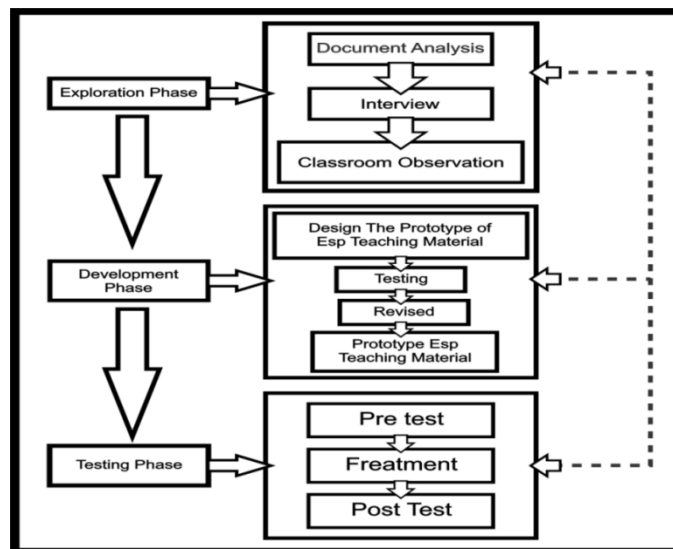 Exploration Phase
Document Analysis
Interview
Classroom Observation
Development
Phase
Design The Prototype of
Esp Teaching Material
Testing
Revised
Prototype Esp
Teaching Material
Testing Phase
Pre test
Freatment
Post Test